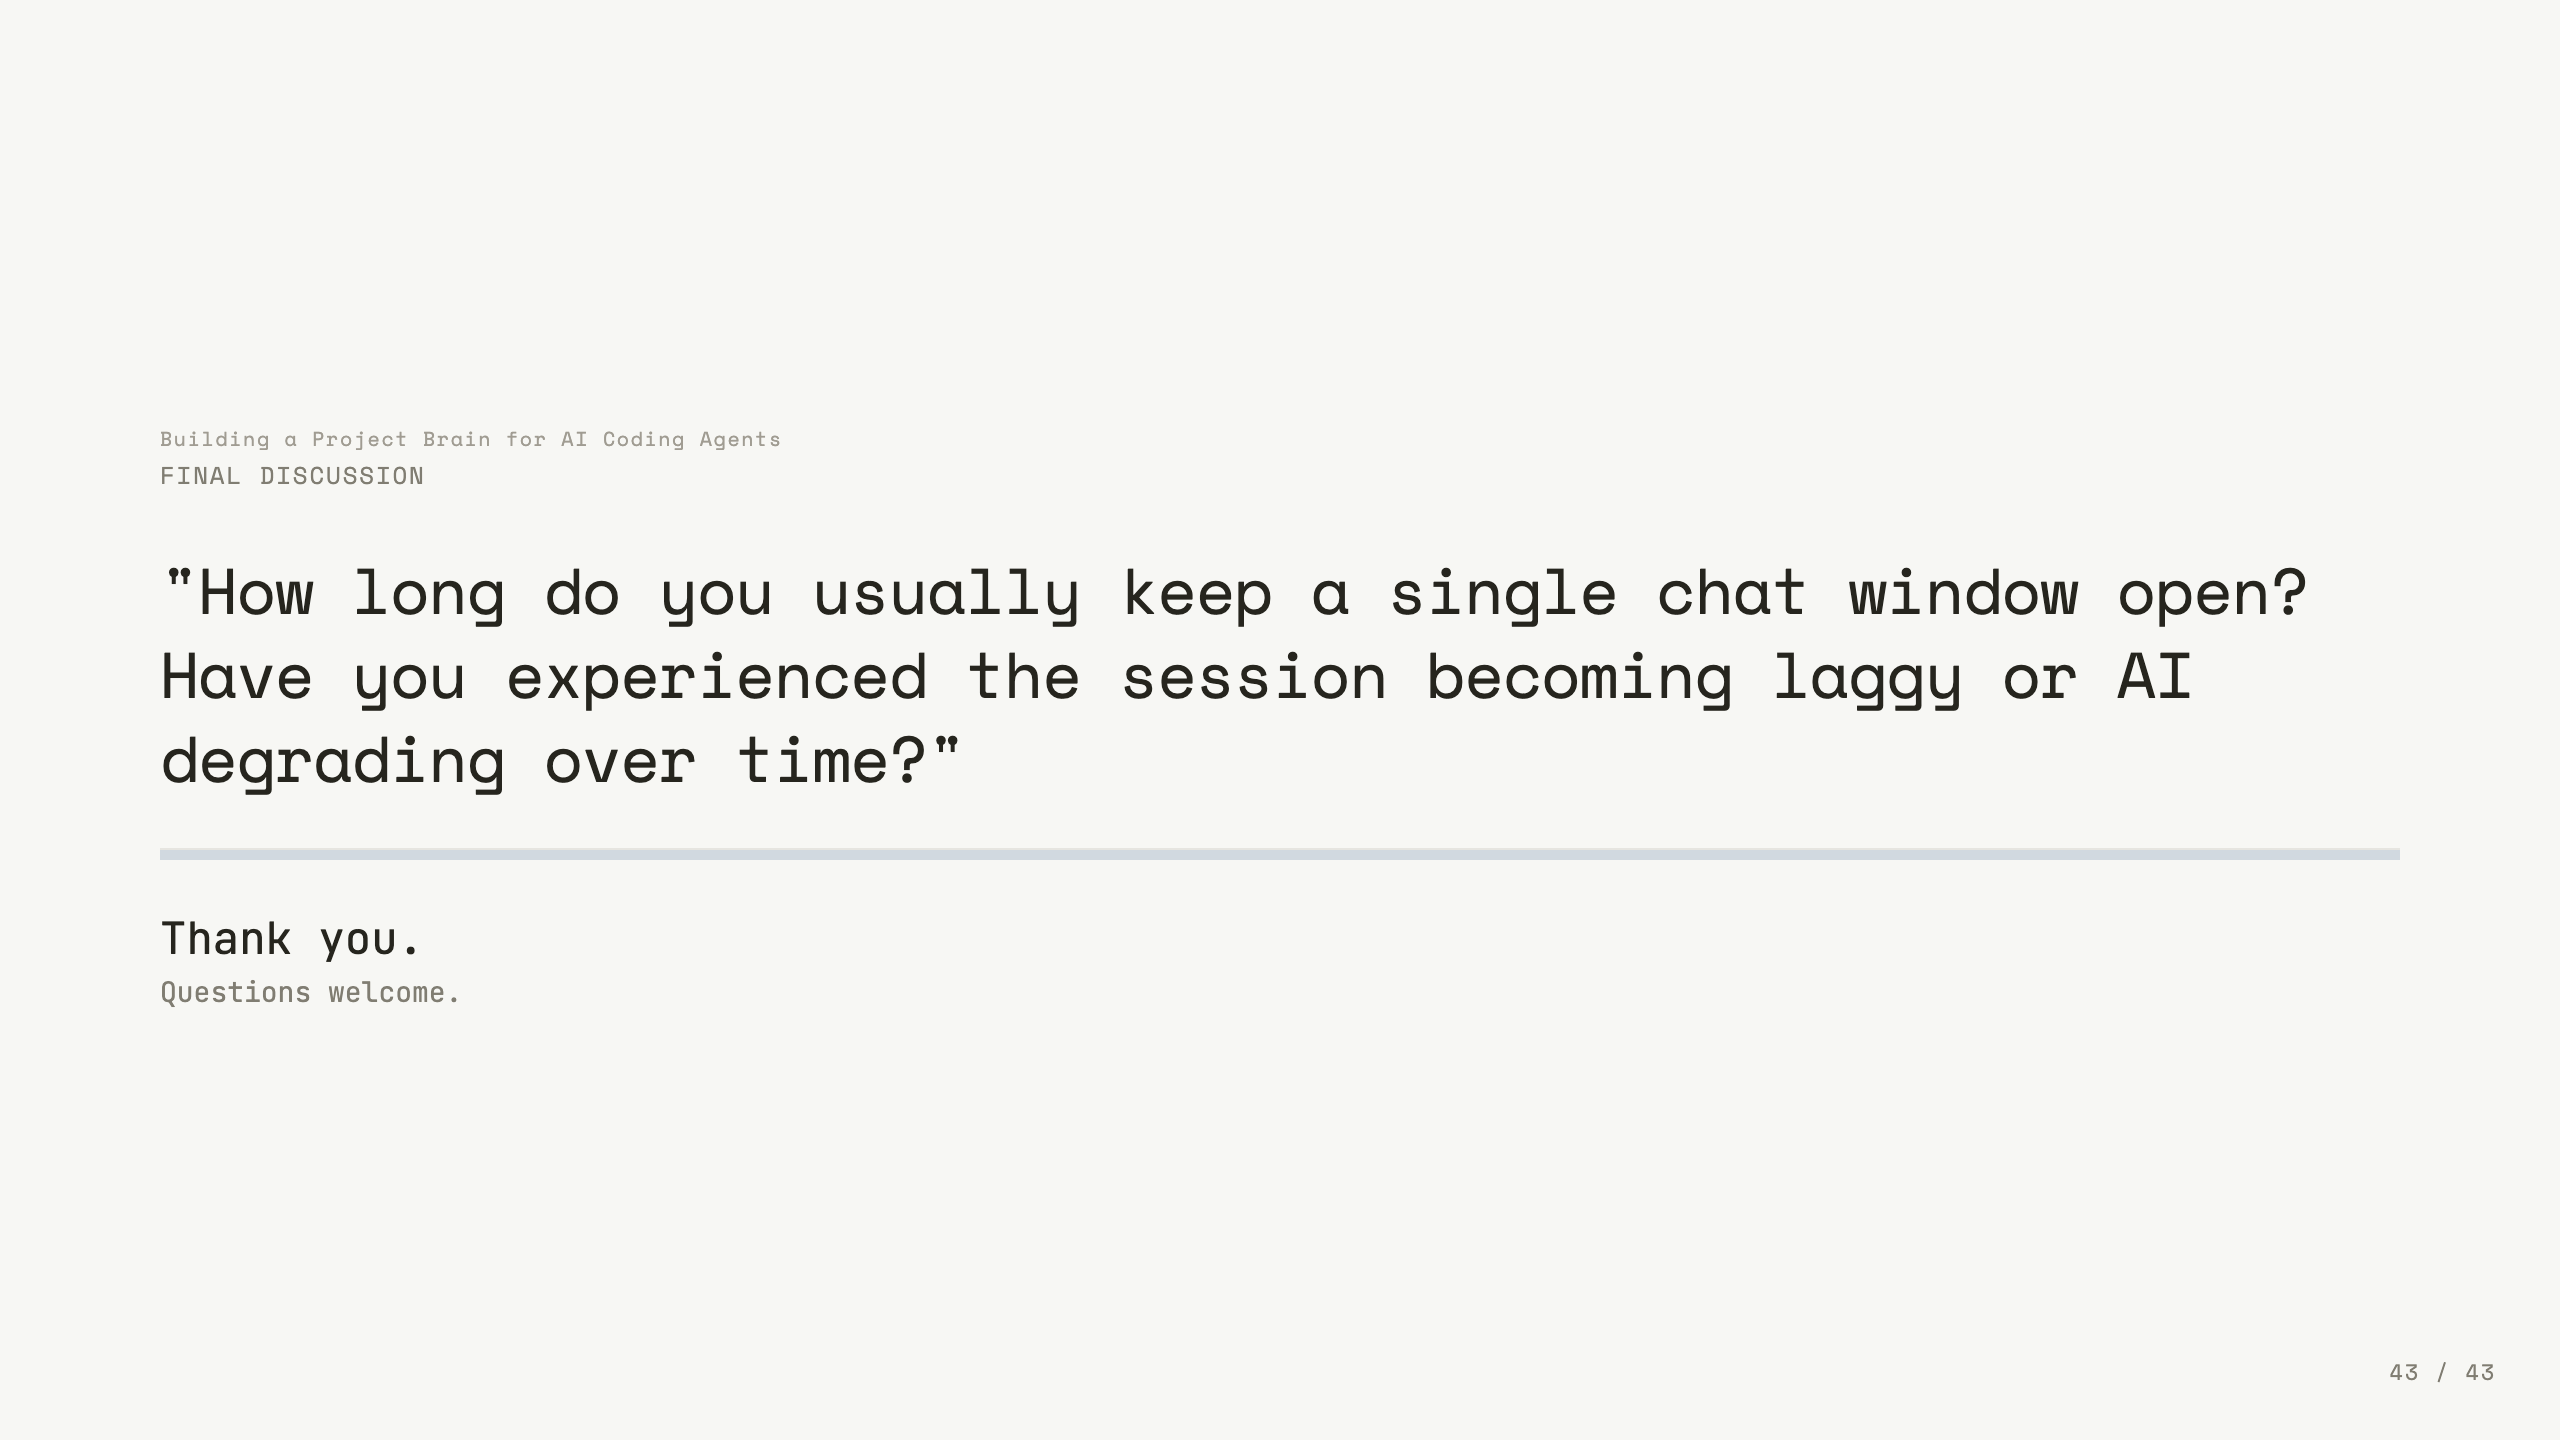 Building a Project Brain for AI Coding Agents
FINAL DISCUSSION
"How long do you usually keep a single chat window open?
Have you experienced the session becoming laggy or AI
degrading over time?"
Thank you.
Questions welcome.
43 / 43